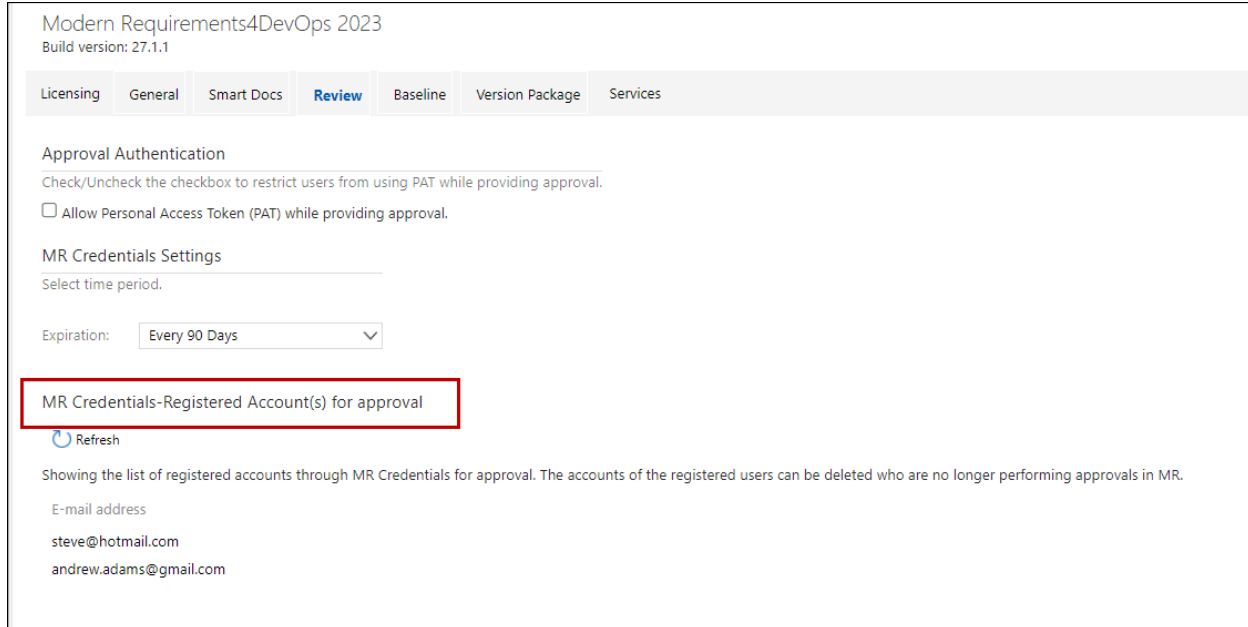 Modern Requirements4DevOps 2023
Build version: 27.1.1
Licensing General Smart Docs Review Baseline Version Package Services
Approval Authentication
Check/Uncheck the checkbox to restrict users from using PAT while providing approval.
Allow Personal Access Token (PAT) while providing approval.
MR Credentials Settings
Select time period.
Expiration: Every 90 Days
MR Credentials-Registered Account(s) for approval
Refresh
Showing the list of registered accounts through MR Credentials for approval. The accounts of the registered users can be deleted who are no longer performing approvals in MR.
E-mail address
steve@hotmail.com
andrew.adams@gmail.com